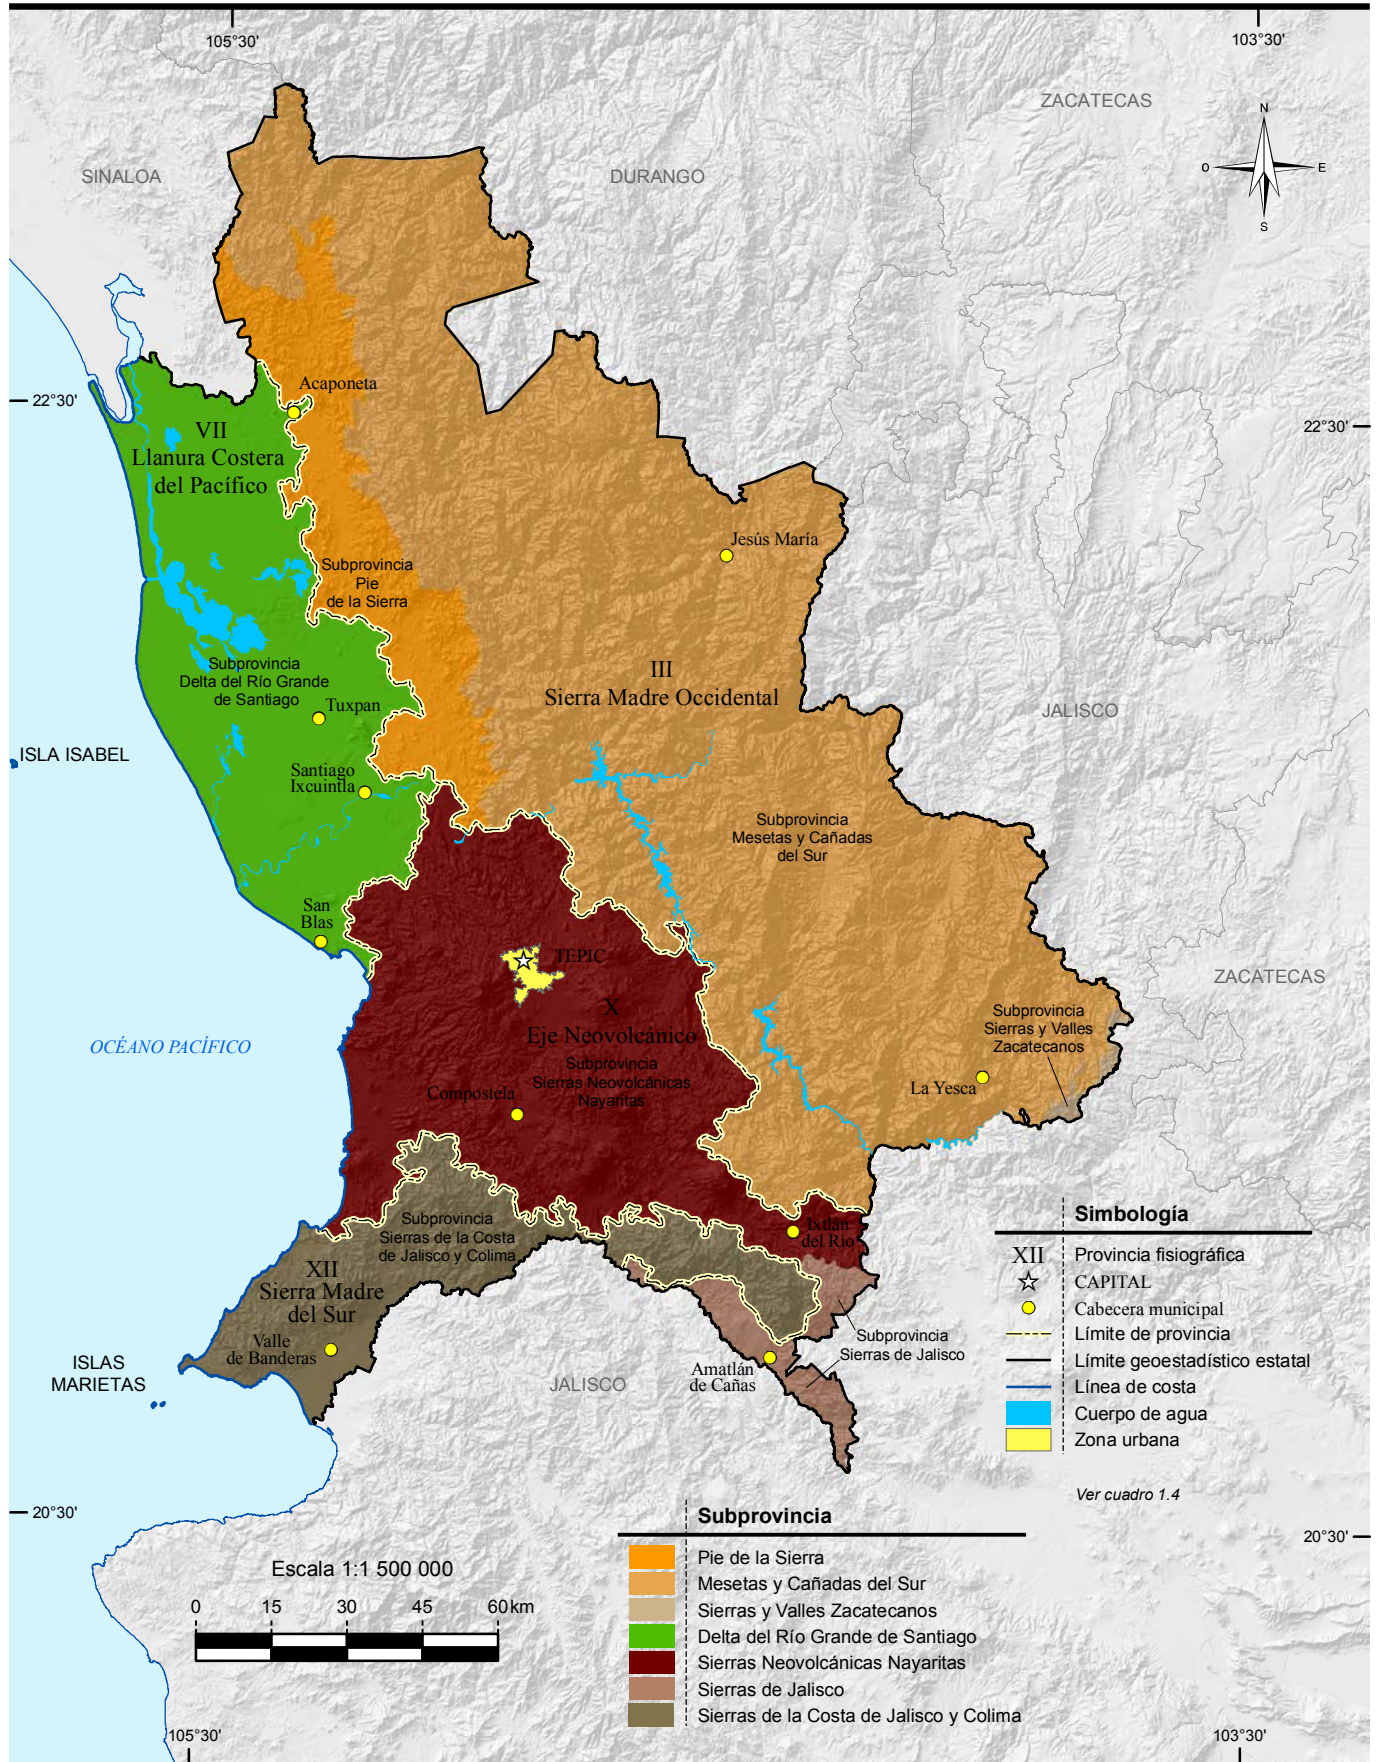 105°30'
103°30'
ZACATECAS
N
O
E
S
SINALOA
DURANGO
22°30'
Acaponeta
VII
Llanura Costera
del Pacífico
22°30'
Jesús María
Subprovincia
Pie
de la Sierra
III
Sierra Madre Occidental
Subprovincia
Delta del Río Grande
de Santiago
Tuxpan
JALISCO
ISLA ISABEL
Santiago
Ixcuintla
Subprovincia
Mesetas y Cañadas
del Sur
San
Blas
TEPIC
ZACATECAS
X
Eje Neovolcánico
Subprovincia
Sierras Neovolcánicas
Nayaritas
Subprovincia
Sierras y Valles
Zacatecanos
OCÉANO PACÍFICO
La Yesca
Compostela
Subprovincia
Sierras de la Costa
de Jalisco y Colima
Ixtlán
del Río
XII
Sierra Madre
del Sur
Valle
de Banderas
ISLAS
MARIETAS
Subprovincia
Sierras de Jalisco
Amatlán
de Cañas
JALISCO
Simbología
XII Provincia fisiográfica
CAPITAL
Cabecera municipal
Límite de provincia
Límite geoestadístico estatal
Línea de costa
Cuerpo de agua
Zona urbana
Ver cuadro 1.4
20°30'
20°30'
Subprovincia
Pie de la Sierra
Mesetas y Cañadas del Sur
Sierras y Valles Zacatecanos
Delta del Río Grande de Santiago
Sierras Neovolcánicas Nayaritas
Sierras de Jalisco
Sierras de la Costa de Jalisco y Colima
Escala 1:1 500 000
0 15 30 45 60 km
105°30'
103°30'